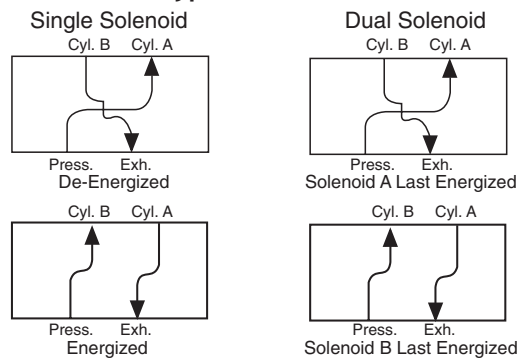 Single Solenoid
Cyl. B Cyl. A
Press. Exh.
De-Energized
Cyl. B Cyl. A
Press. Exh.
Energized
Dual Solenoid
Cyl. B Cyl. A
Press. Exh.
Solenoid A Last Energized
Cyl. B Cyl. A
Press. Exh.
Solenoid B Last Energized